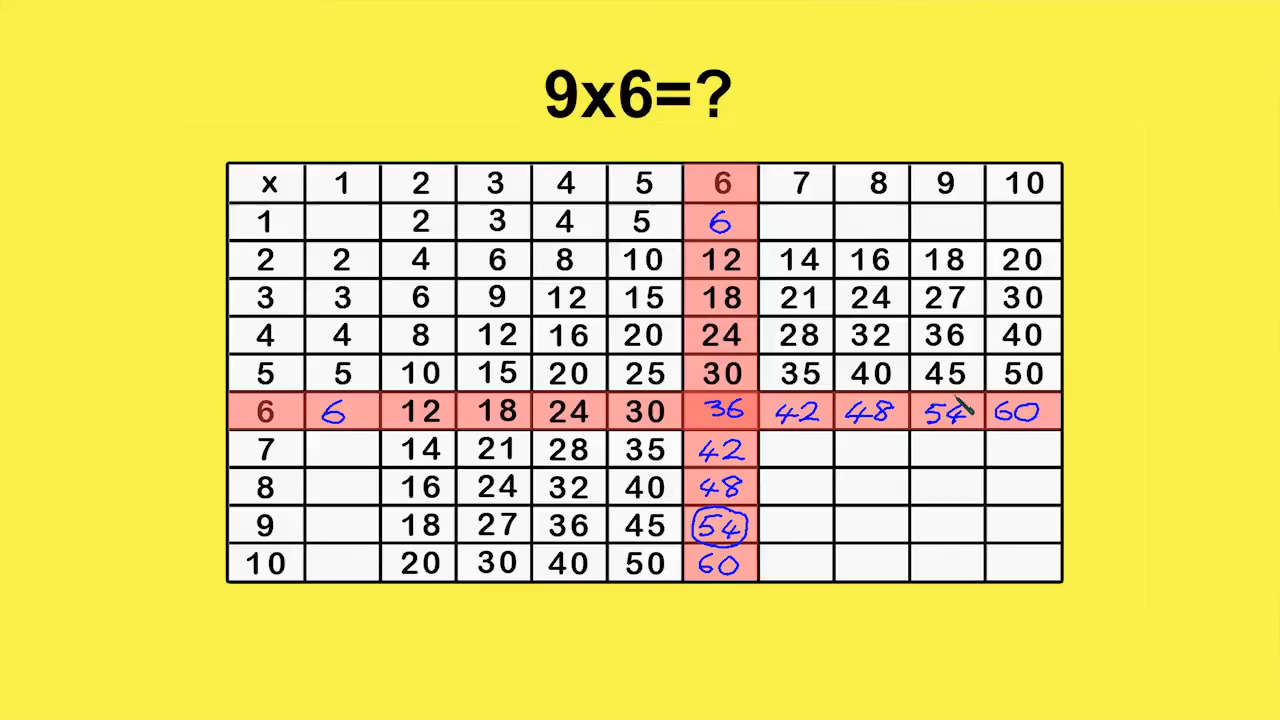 9x6=?
x 1 2 3 4 5 6 7 8 9 10
1 2 3 4 5 6
2 2 4 6 8 10 12 14 16 18 20
3 3 6 9 12 15 18 21 24 27 30
4 4 8 12 16 20 24 28 32 36 40
5 5 10 15 20 25 30 35 40 45 50
6 6 12 18 24 30 36 42 48 54 60
7 14 21 28 35 42
8 16 24 32 40 48
9 18 27 36 45 54
10 20 30 40 50 60